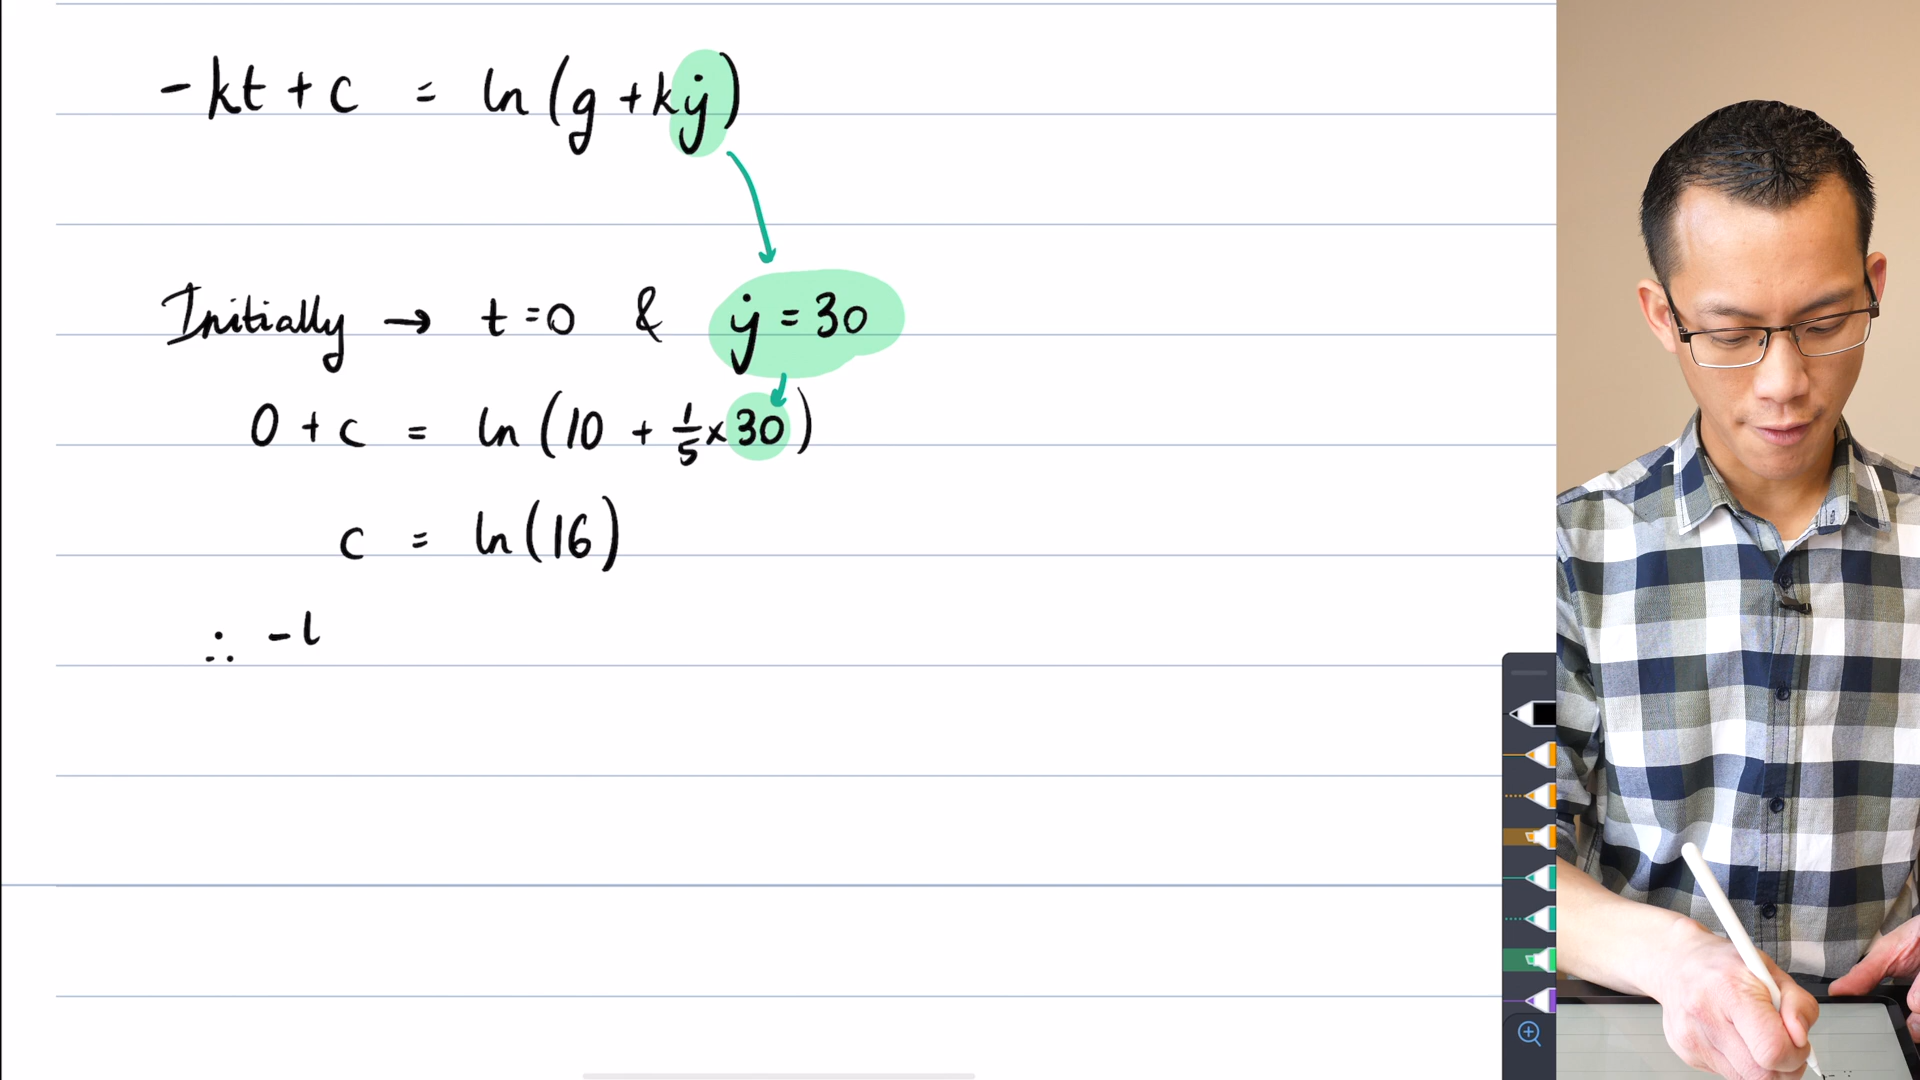 -kt + c = ln(g + kẏ)
Initially → t=0 & ẏ = 30
0 + c = ln(10 + 1/5 × 30)
c = ln(16)
∴ -l